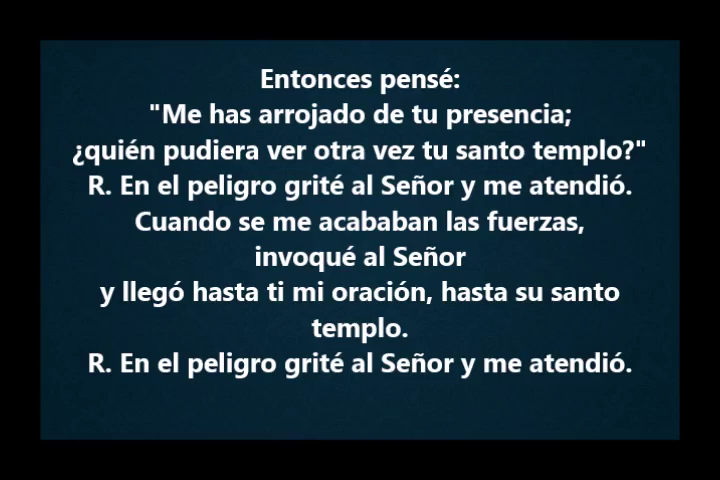 Entonces pensé:
"Me has arrojado de tu presencia;
¿quién pudiera ver otra vez tu santo templo?"
R. En el peligro grité al Señor y me atendió.
Cuando se me acababan las fuerzas,
invoqué al Señor
y llegó hasta ti mi oración, hasta su santo
templo.
R. En el peligro grité al Señor y me atendió.